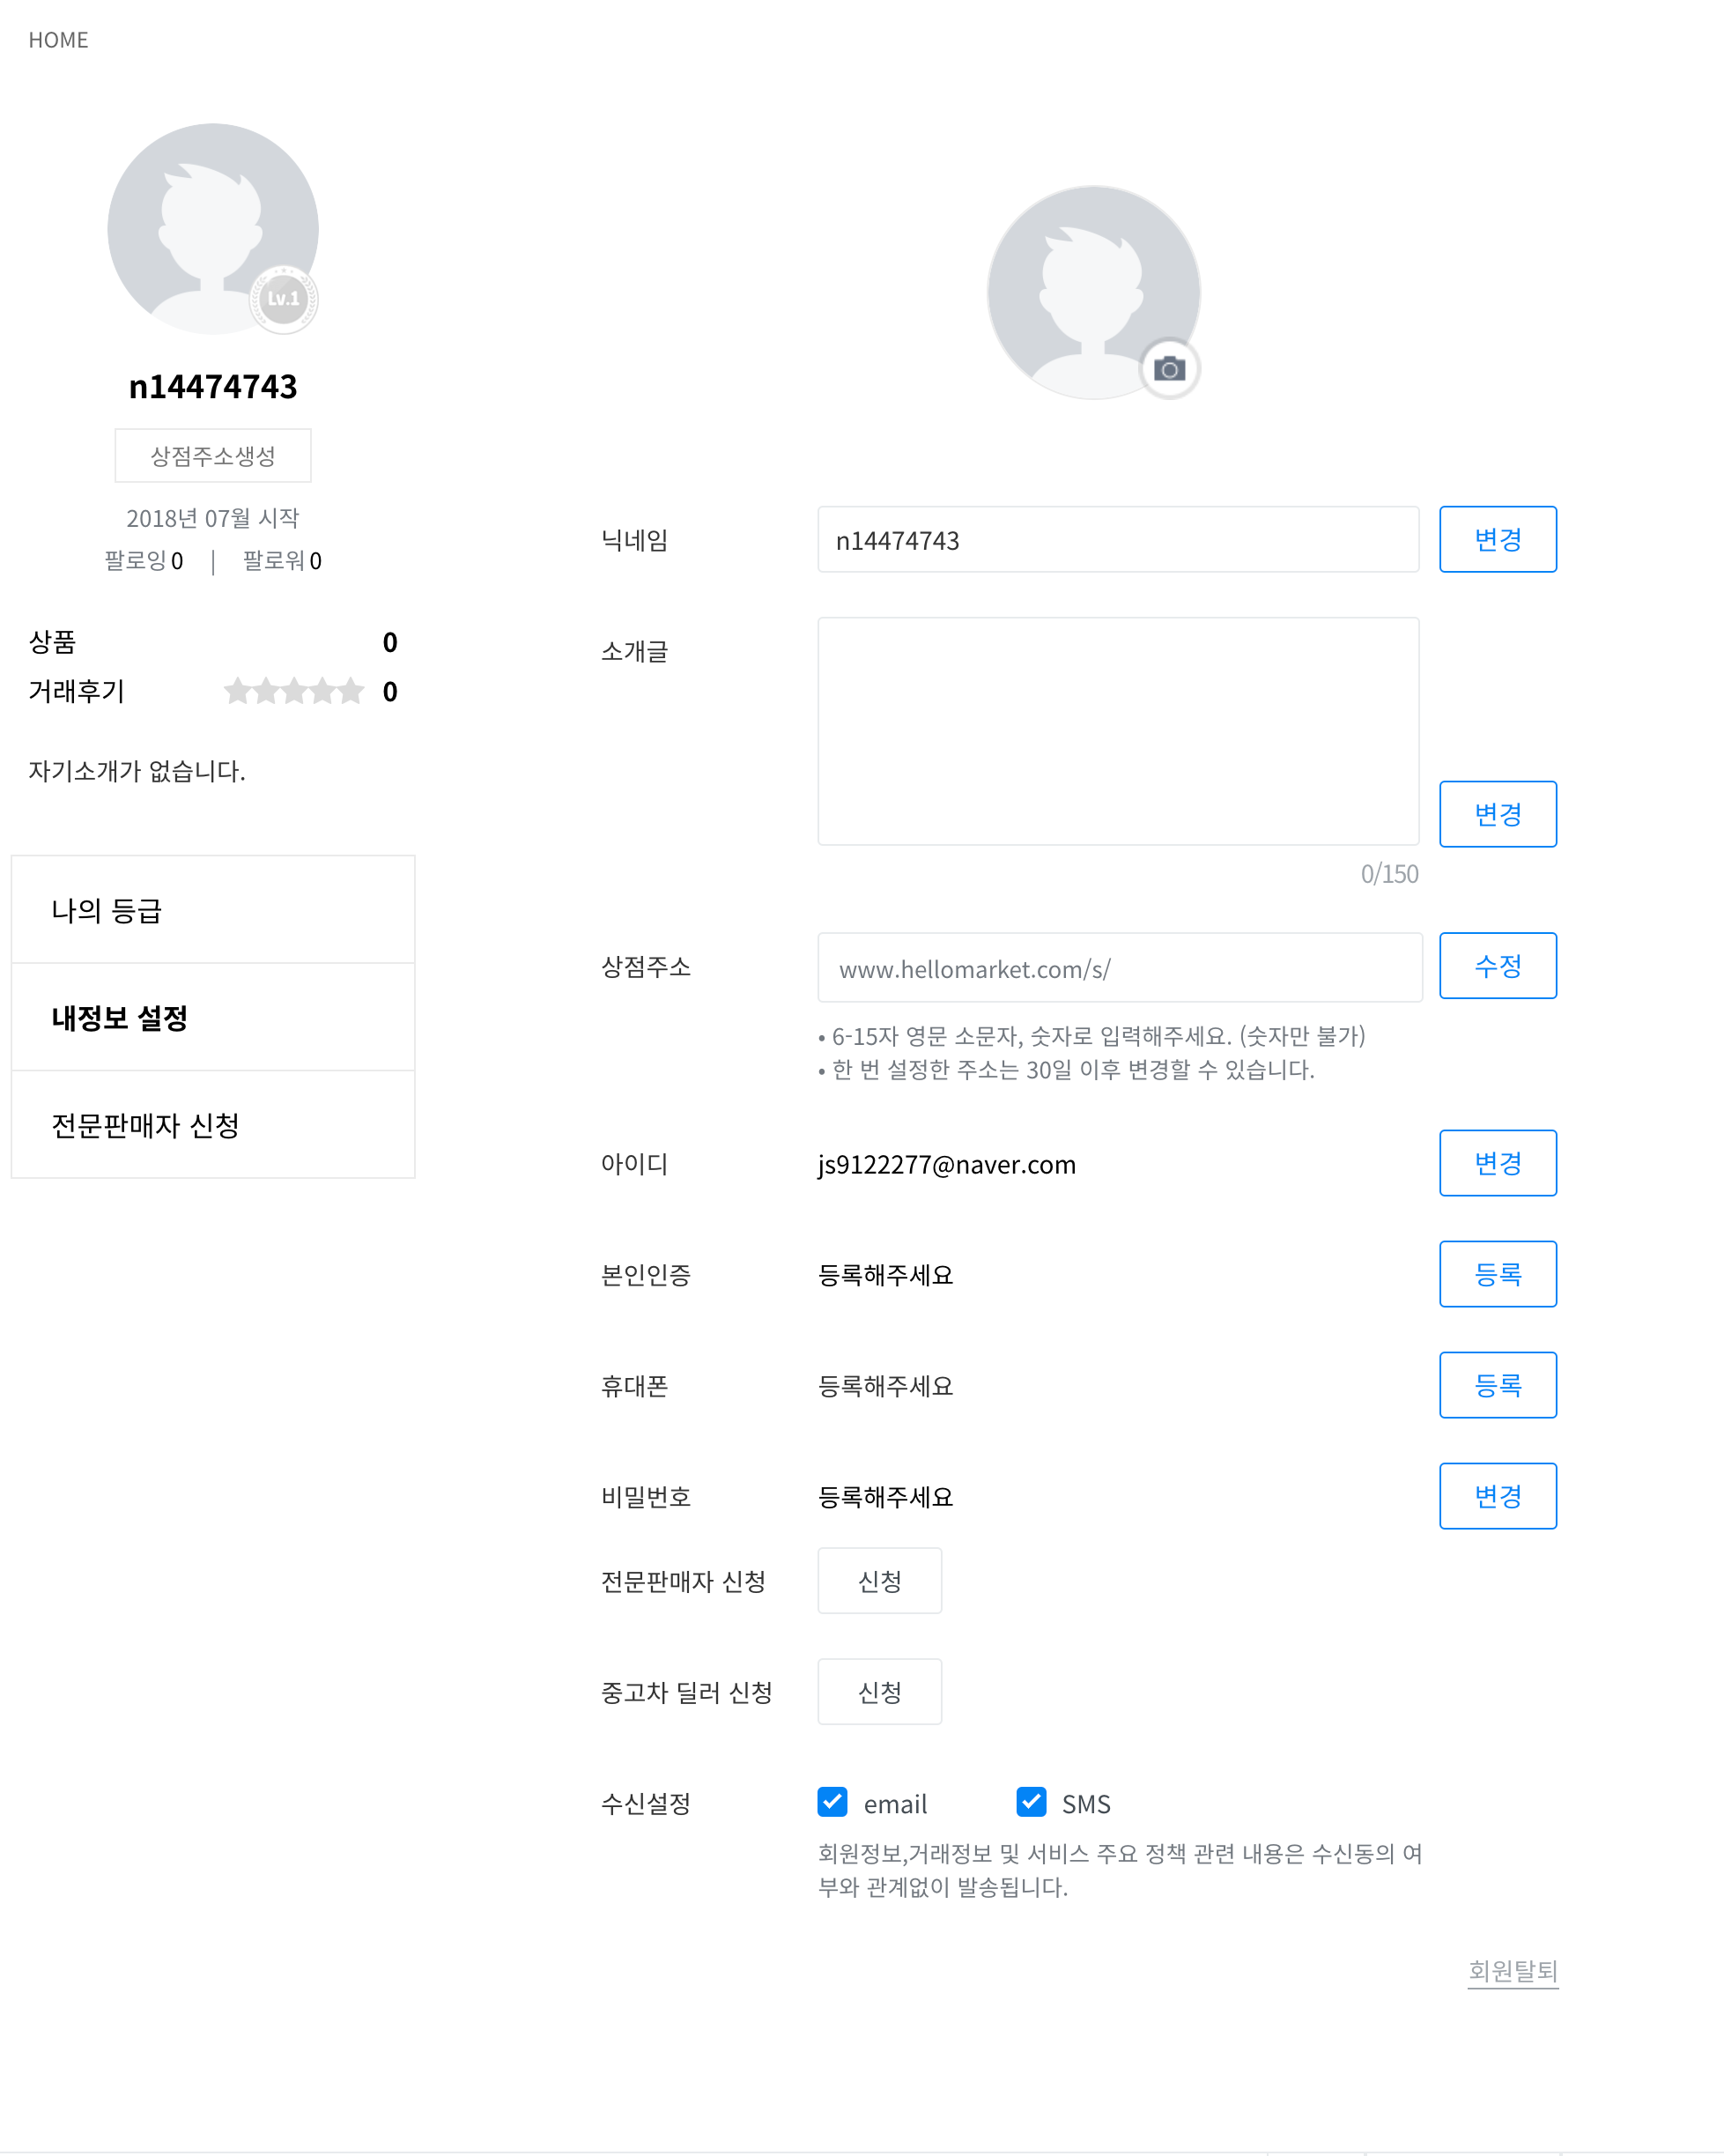 HOME
Lv.1
n14474743
상점주소생성
2018년 07월 시작
팔로잉 0 | 팔로워 0
상품 0
거래후기 0
자기소개가 없습니다.
나의 등급
내정보 설정
전문판매자 신청
닉네임 n14474743 변경
소개글
변경
0/150
상점주소 www.hellomarket.com/s/ 수정
• 6-15자 영문 소문자, 숫자로 입력해주세요. (숫자만 불가)
• 한 번 설정한 주소는 30일 이후 변경할 수 있습니다.
아이디 js9122277@naver.com 변경
본인인증 등록해주세요 등록
휴대폰 등록해주세요 등록
비밀번호 등록해주세요 변경
전문판매자 신청 신청
중고차 딜러 신청 신청
수신설정 email SMS
회원정보,거래정보 및 서비스 주요 정책 관련 내용은 수신동의 여
부와 관계없이 발송됩니다.
회원탈퇴